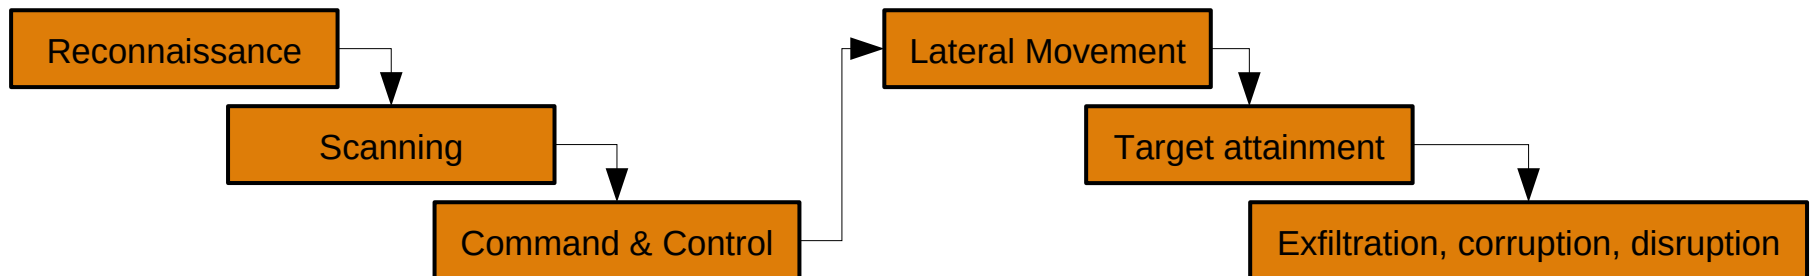 Reconnaissance
Scanning
Command & Control
Lateral Movement
Target attainment
Exfiltration, corruption, disruption